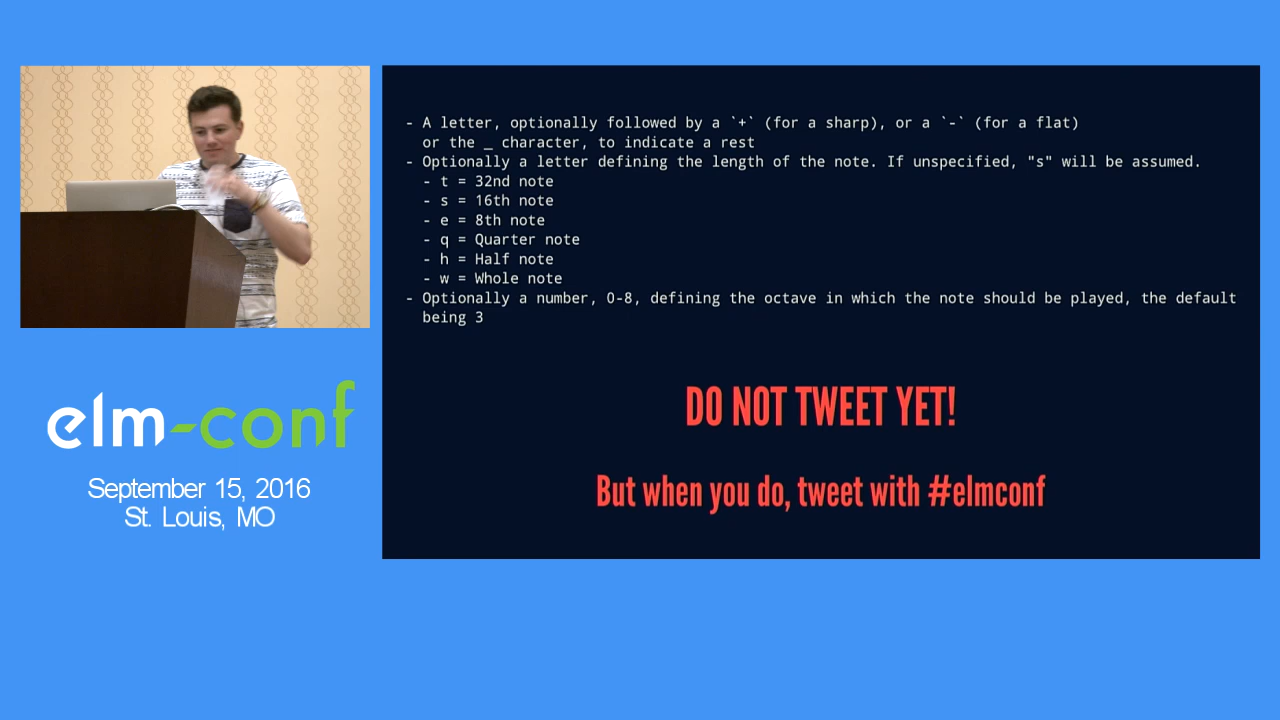 - A letter, optionally followed by a `+` (for a sharp), or a `-` (for a flat)
or the _ character, to indicate a rest
- Optionally a letter defining the length of the note. If unspecified, "s" will be assumed.
- t = 32nd note
- s = 16th note
- e = 8th note
- q = Quarter note
- h = Half note
- w = Whole note
- Optionally a number, 0-8, defining the octave in which the note should be played, the default
being 3
DO NOT TWEET YET!
But when you do, tweet with #elmconf
elm-conf
September 15, 2016
St. Louis, MO